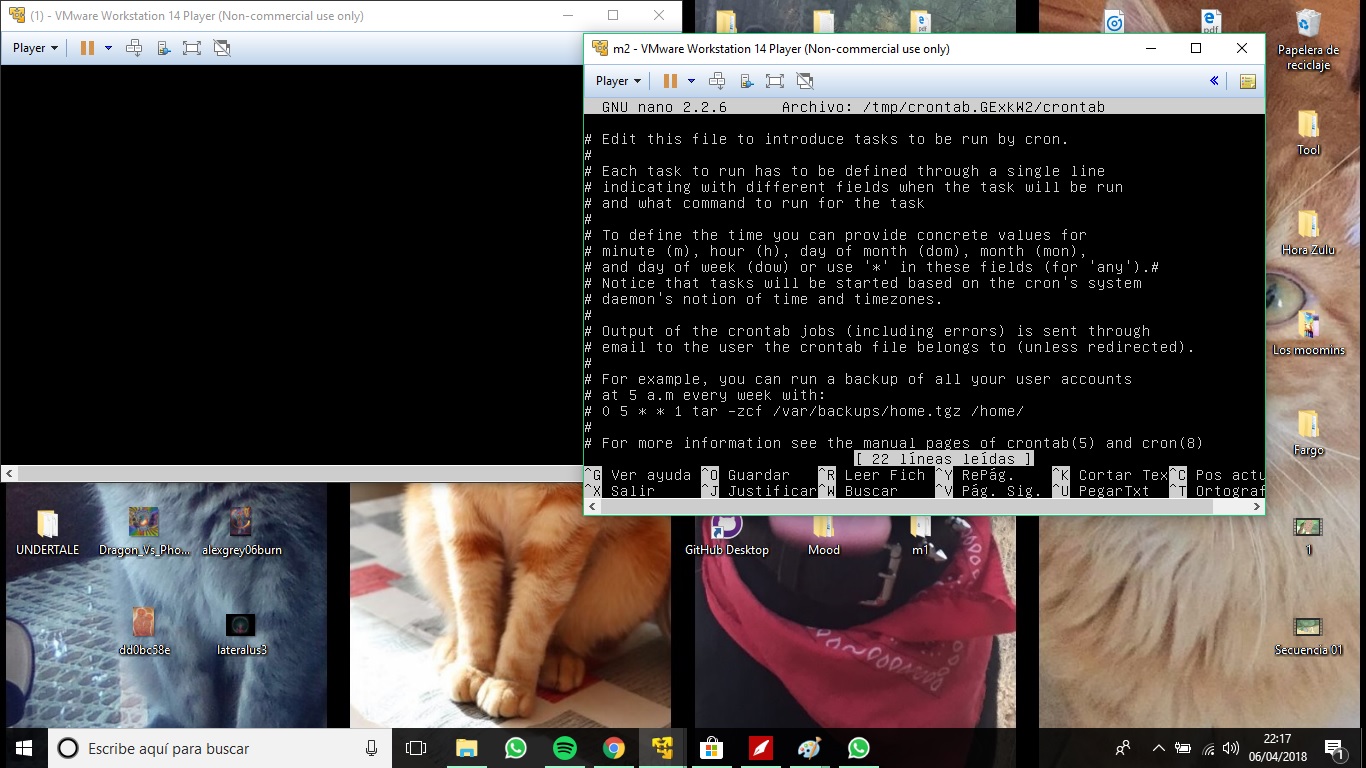 (1) - VMware Workstation 14 Player (Non-commercial use only)
Player
pdf
Papelera de
reciclaje
m2 - VMware Workstation 14 Player (Non-commercial use only)
Player
GNU nano 2.2.6 Archivo: /tmp/crontab.GExkW2/crontab
# Edit this file to introduce tasks to be run by cron.
#
# Each task to run has to be defined through a single line
# indicating with different fields when the task will be run
# and what command to run for the task
#
# To define the time you can provide concrete values for
# minute (m), hour (h), day of month (dom), month (mon),
# and day of week (dow) or use '*' in these fields (for 'any').#
# Notice that tasks will be started based on the cron's system
# daemon's notion of time and timezones.
#
# Output of the crontab jobs (including errors) is sent through
# email to the user the crontab file belongs to (unless redirected).
#
# For example, you can run a backup of all your user accounts
# at 5 a.m every week with:
# 0 5 * * 1 tar -zcf /var/backups/home.tgz /home/
#
# For more information see the manual pages of crontab(5) and cron(8)
[ 22 líneas leídas ]
^G Ver ayuda ^O Guardar ^R Leer Fich ^Y RePág. ^K Cortar Tex ^C Pos actu
^X Salir ^J Justificar ^W Buscar ^V Pág. Sig. ^U PegarTxt ^T Ortograf
Tool
Hora Zulu
Los moomins
Fargo
1
Secuencia 01
UNDERTALE
Dragon_Vs_Pho...
alexgrey06burn
GitHub Desktop
Mood
m1
dd0bc68e
lateralus3
Escribe aquí para buscar
22:17
06/04/2018
1